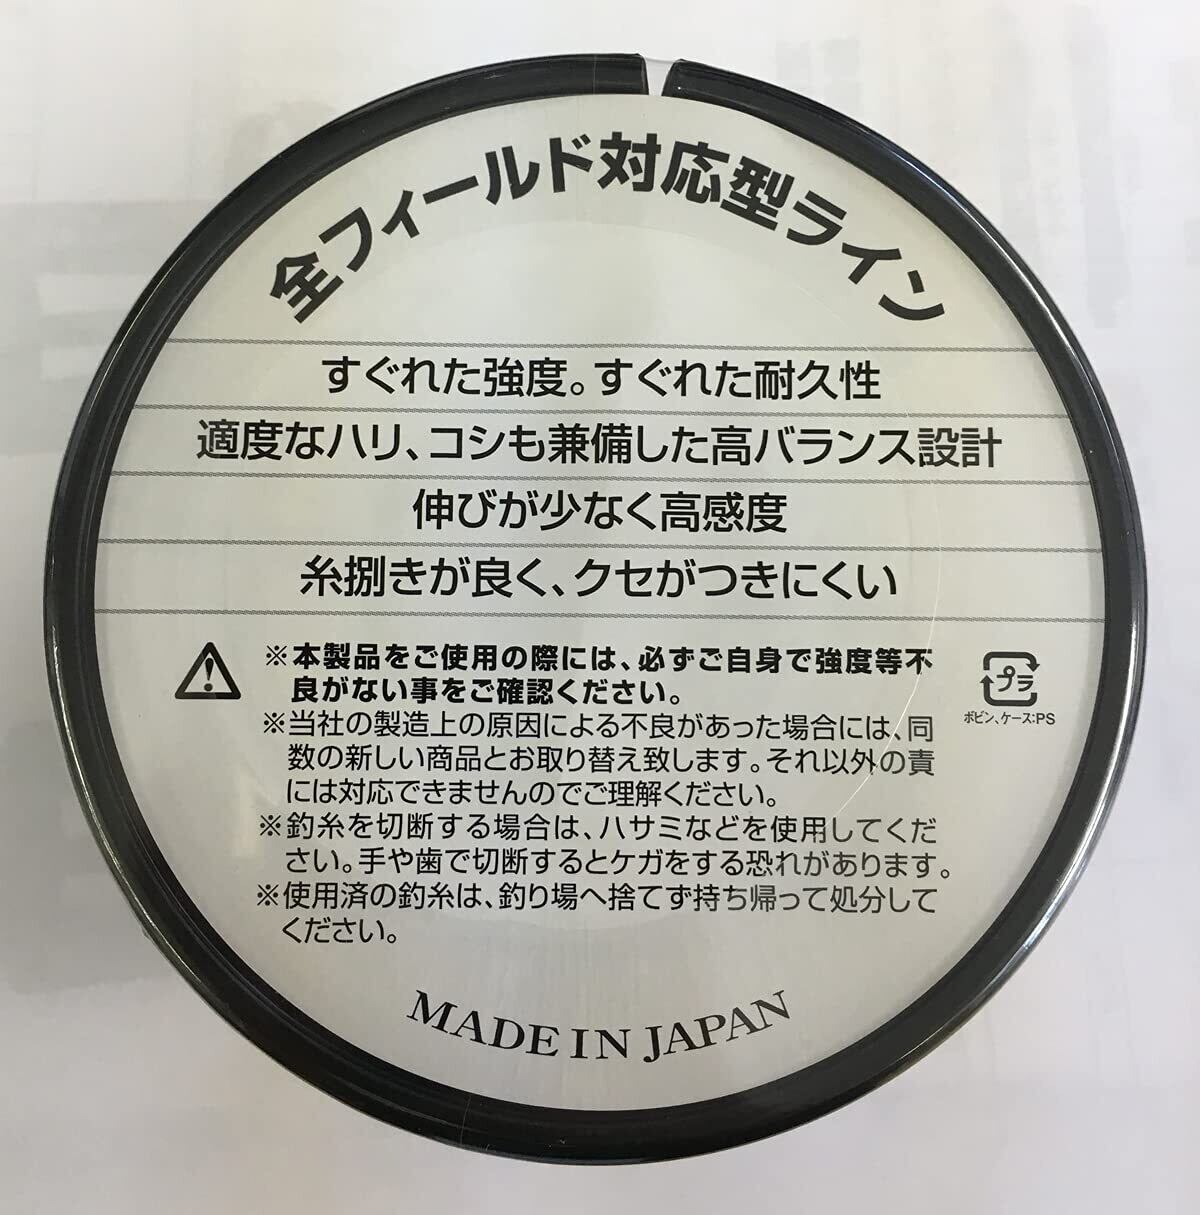 全フィールド対応型ライン
すぐれた強度。すぐれた耐久性
適度なハリ、コシも兼備した高バランス設計
伸びが少なく高感度
糸捌きが良く、クセがつきにくい
※本製品をご使用の際には、必ずご自身で強度等不
良がない事をご確認ください。
※当社の製造上の原因による不良があった場合には、同
数の新しい商品とお取り替え致します。それ以外の責
には対応できませんのでご理解ください。
※釣糸を切断する場合は、ハサミなどを使用してくだ
さい。手や歯で切断するとケガをする恐れがあります。
※使用済の釣糸は、釣り場へ捨てず持ち帰って処分して
ください。
プラ
ボビン、ケース:PS
MADE IN JAPAN